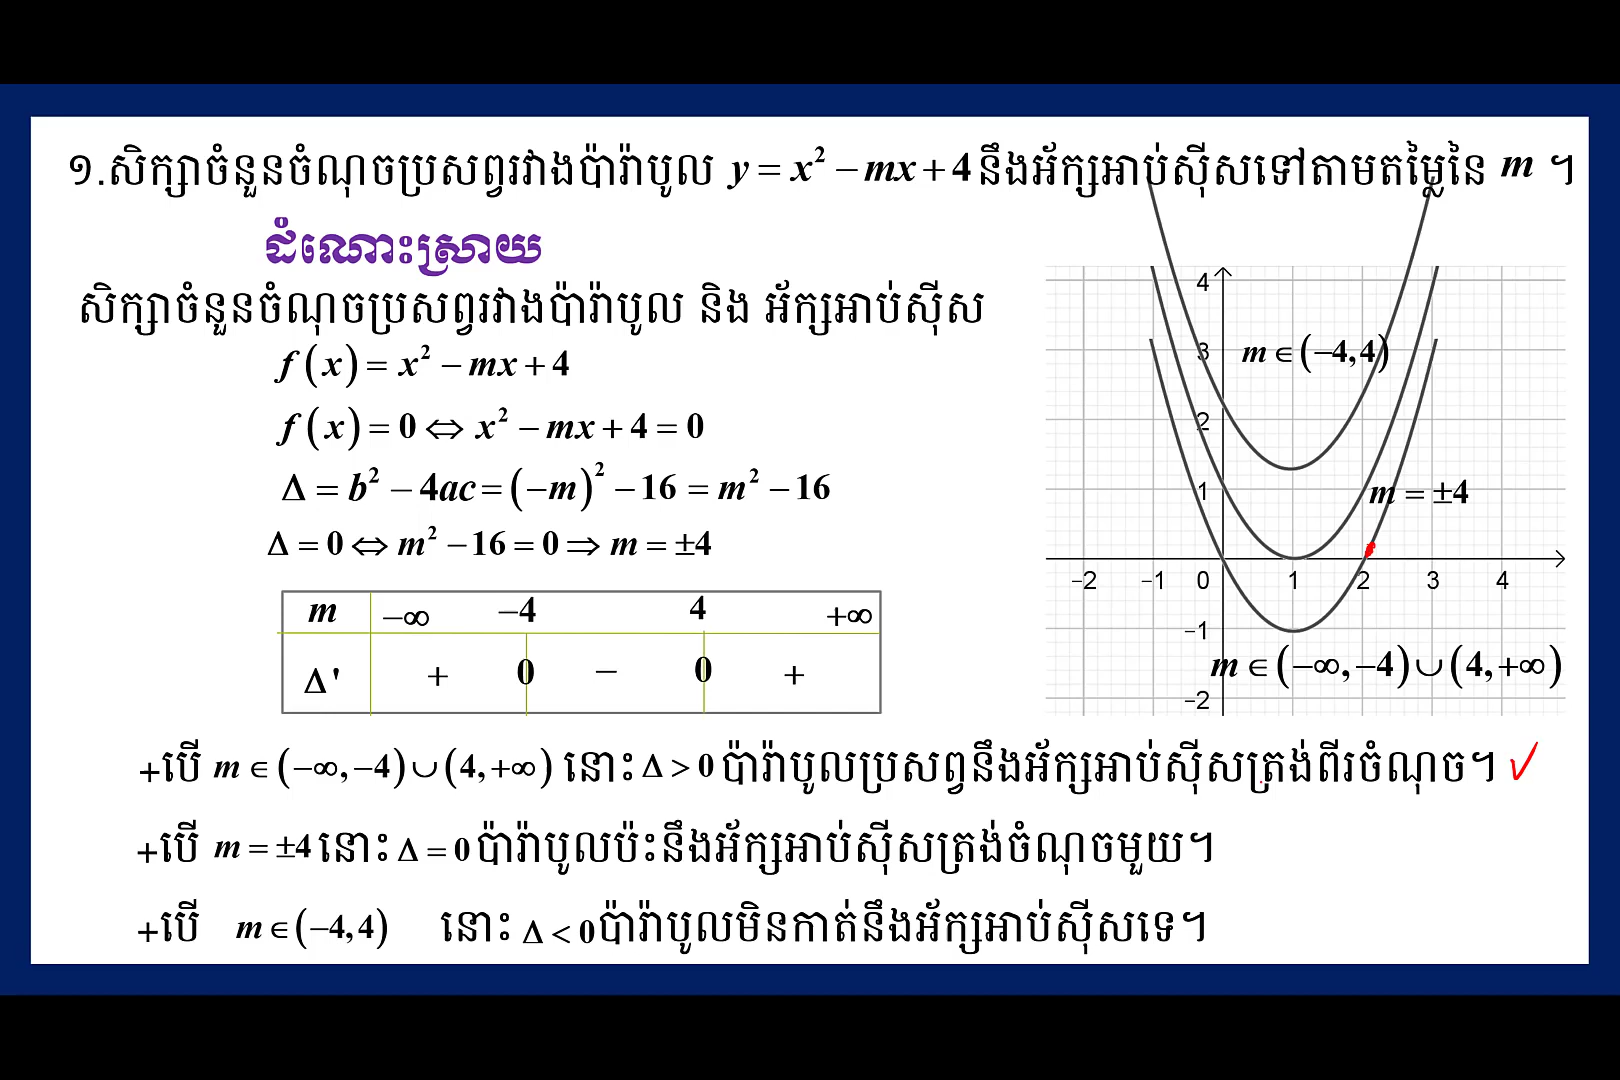 ១.សិក្សាចំនួនចំណុចប្រសព្វរវាងប៉ារ៉ាបូល y = x² − mx + 4 នឹងអ័ក្សអាប់ស៊ីសទៅតាមតម្លៃនៃ m ។
ដំណោះស្រាយ
សិក្សាចំនួនចំណុចប្រសព្វរវាងប៉ារ៉ាបូល និង អ័ក្សអាប់ស៊ីស
f(x) = x² − mx + 4
f(x) = 0 ⇔ x² − mx + 4 = 0
Δ = b² − 4ac = (−m)² − 16 = m² − 16
Δ = 0 ⇔ m² − 16 = 0 ⇒ m = ±4
m −∞ −4 4 +∞
Δ' + 0 − 0 +
4
3 m ∈ (−4,4)
2
1 m = ±4
−2 −1 0 1 2 3 4
−1
m ∈ (−∞,−4) ∪ (4,+∞)
−2
+បើ m ∈ (−∞,−4) ∪ (4,+∞) នោះ Δ > 0 ប៉ារ៉ាបូលប្រសព្វនឹងអ័ក្សអាប់ស៊ីសត្រង់ពីរចំណុច។ ✓
+បើ m = ±4 នោះ Δ = 0 ប៉ារ៉ាបូលប៉ះនឹងអ័ក្សអាប់ស៊ីសត្រង់ចំណុចមួយ។
+បើ m ∈ (−4,4) នោះ Δ < 0 ប៉ារ៉ាបូលមិនកាត់នឹងអ័ក្សអាប់ស៊ីសទេ។